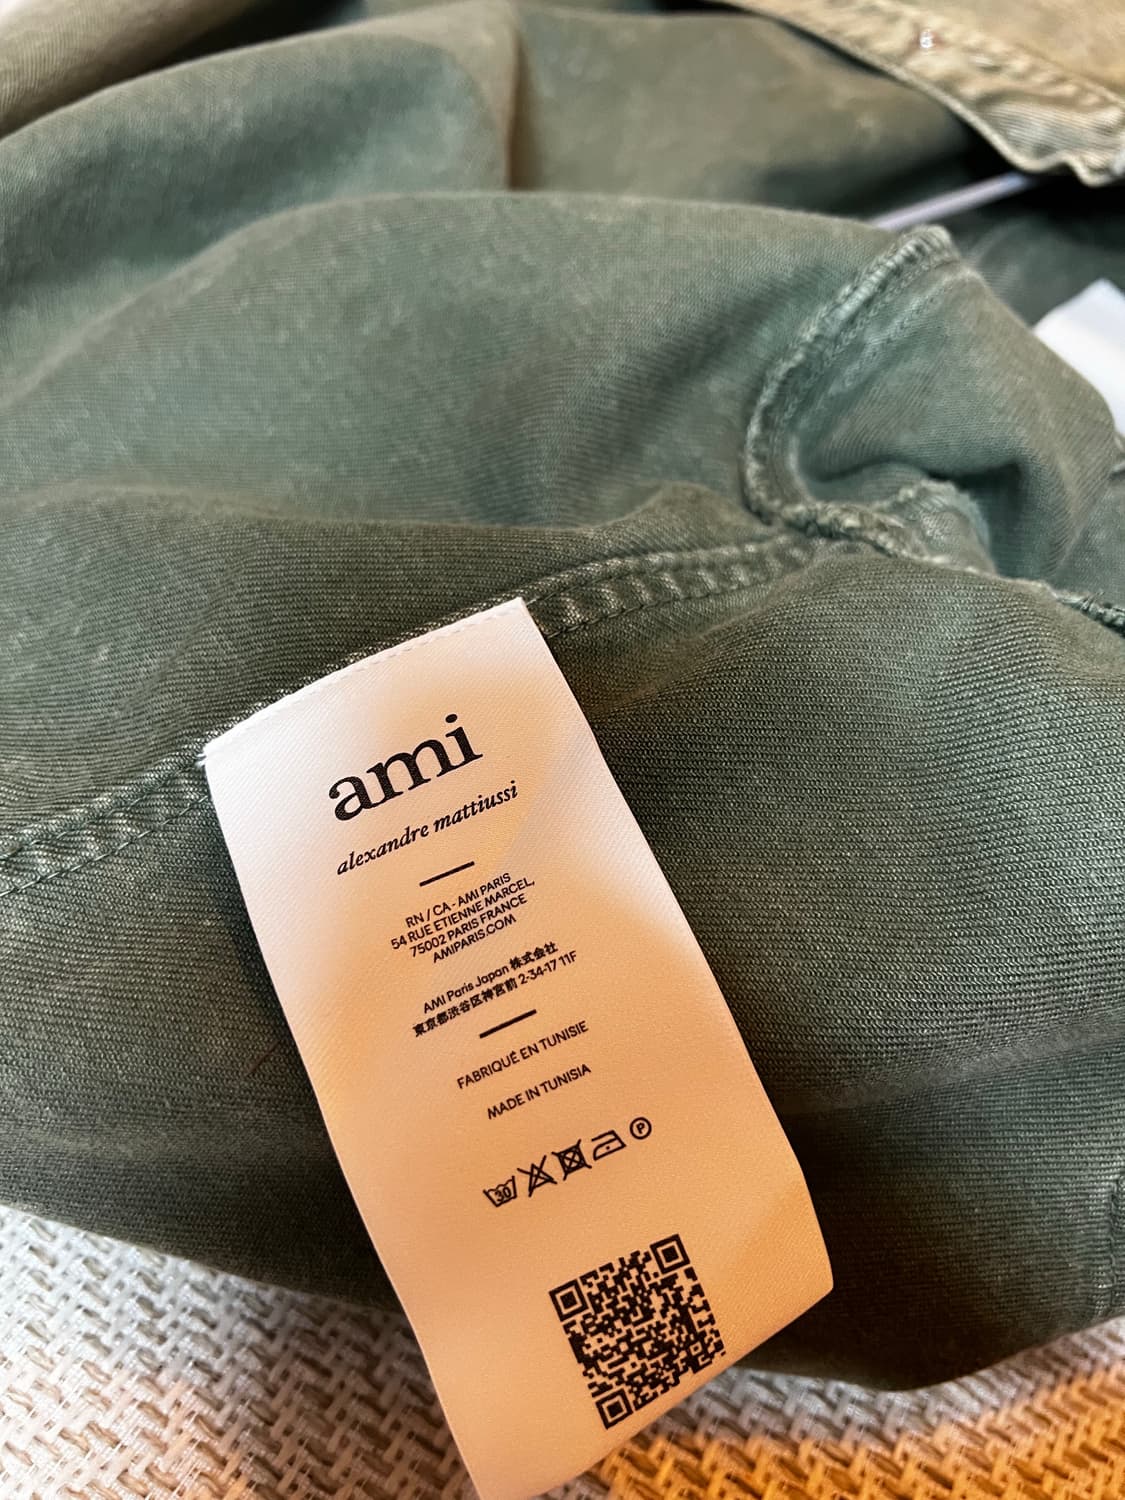 ami
alexandre mattiussi
RN / CA - AMI PARIS
54 RUE ETIENNE MARCEL,
75002 PARIS FRANCE
AMIPARIS.COM
AMI Paris Japan 株式会社
東京都渋谷区神宮前 2-34-17 11F
FABRIQUÉ EN TUNISIE
MADE IN TUNISIA
30
P